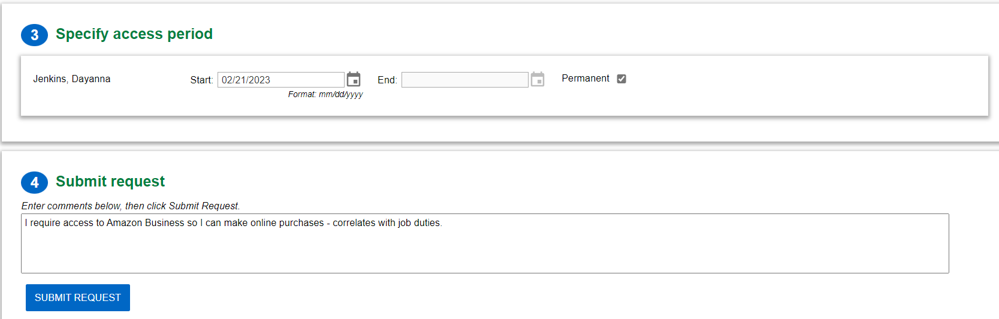 3 Specify access period
Jenkins, Dayanna Start: 02/21/2023 End: Permanent
Format: mm/dd/yyyy
4 Submit request
Enter comments below, then click Submit Request.
I require access to Amazon Business so I can make online purchases - correlates with job duties.
SUBMIT REQUEST